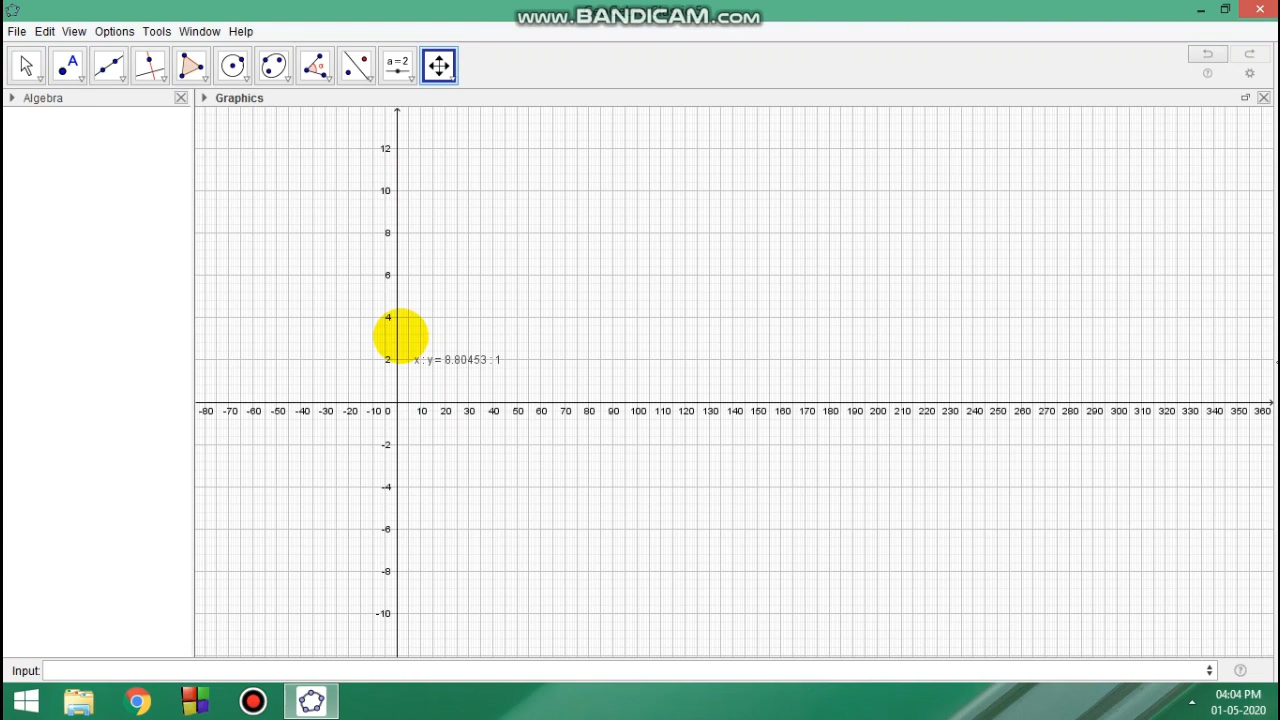 www.BANDICAM.com
File Edit View Options Tools Window Help
A
a=2
Algebra
Graphics
12
10
8
6
4
2
x : y = 8.80453 : 1
-80 -70 -60 -50 -40 -30 -20 -10 0 10 20 30 40 50 60 70 80 90 100 110 120 130 140 150 160 170 180 190 200 210 220 230 240 250 260 270 280 290 300 310 320 330 340 350 360
-2
-4
-6
-8
-10
Input:
04:04 PM
01-05-2020